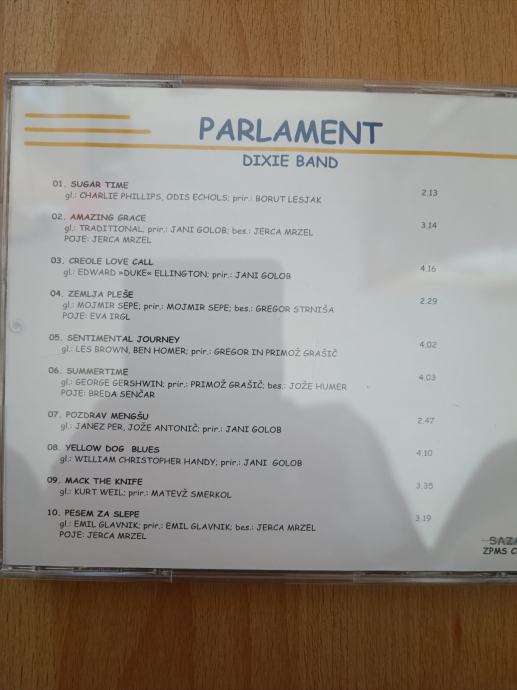 PARLAMENT
DIXIE BAND
01. SUGAR TIME 2.13
gl.: CHARLIE PHILLIPS, ODIS ECHOLS; prir.: BORUT LESJAK
02. AMAZING GRACE 3.14
gl.: TRADITIONAL; prir.: JANI GOLOB; bes.: JERCA MRZEL
POJE: JERCA MRZEL
03. CREOLE LOVE CALL 4.16
gl.: EDWARD »DUKE« ELLINGTON; prir.: JANI GOLOB
04. ZEMLJA PLEŠE 2.29
gl.: MOJMIR SEPE; prir.: MOJMIR SEPE; bes.: GREGOR STRNIŠA
POJE: EVA IRGL
05. SENTIMENTAL JOURNEY 4.02
gl.: LES BROWN, BEN HOMER; prir.: GREGOR IN PRIMOŽ GRAŠIČ
06. SUMMERTIME 4.03
gl.: GEORGE GERSHWIN; prir.: PRIMOŽ GRAŠIČ; bes.: JOŽE HUMER
POJE: BREDA SENČAR
07. POZDRAV MENGŠU 2.47
gl.: JANEZ PER, JOŽE ANTONIČ; prir.: JANI GOLOB
08. YELLOW DOG BLUES 4.10
gl.: WILLIAM CHRISTOPHER HANDY; prir.: JANI GOLOB
09. MACK THE KNIFE 3.35
gl.: KURT WEIL; prir.: MATEVŽ SMERKOL
10. PESEM ZA SLEPE 3.19
gl.: EMIL GLAVNIK; prir.: EMIL GLAVNIK; bes.: JERCA MRZEL
POJE: JERCA MRZEL
ZPMS